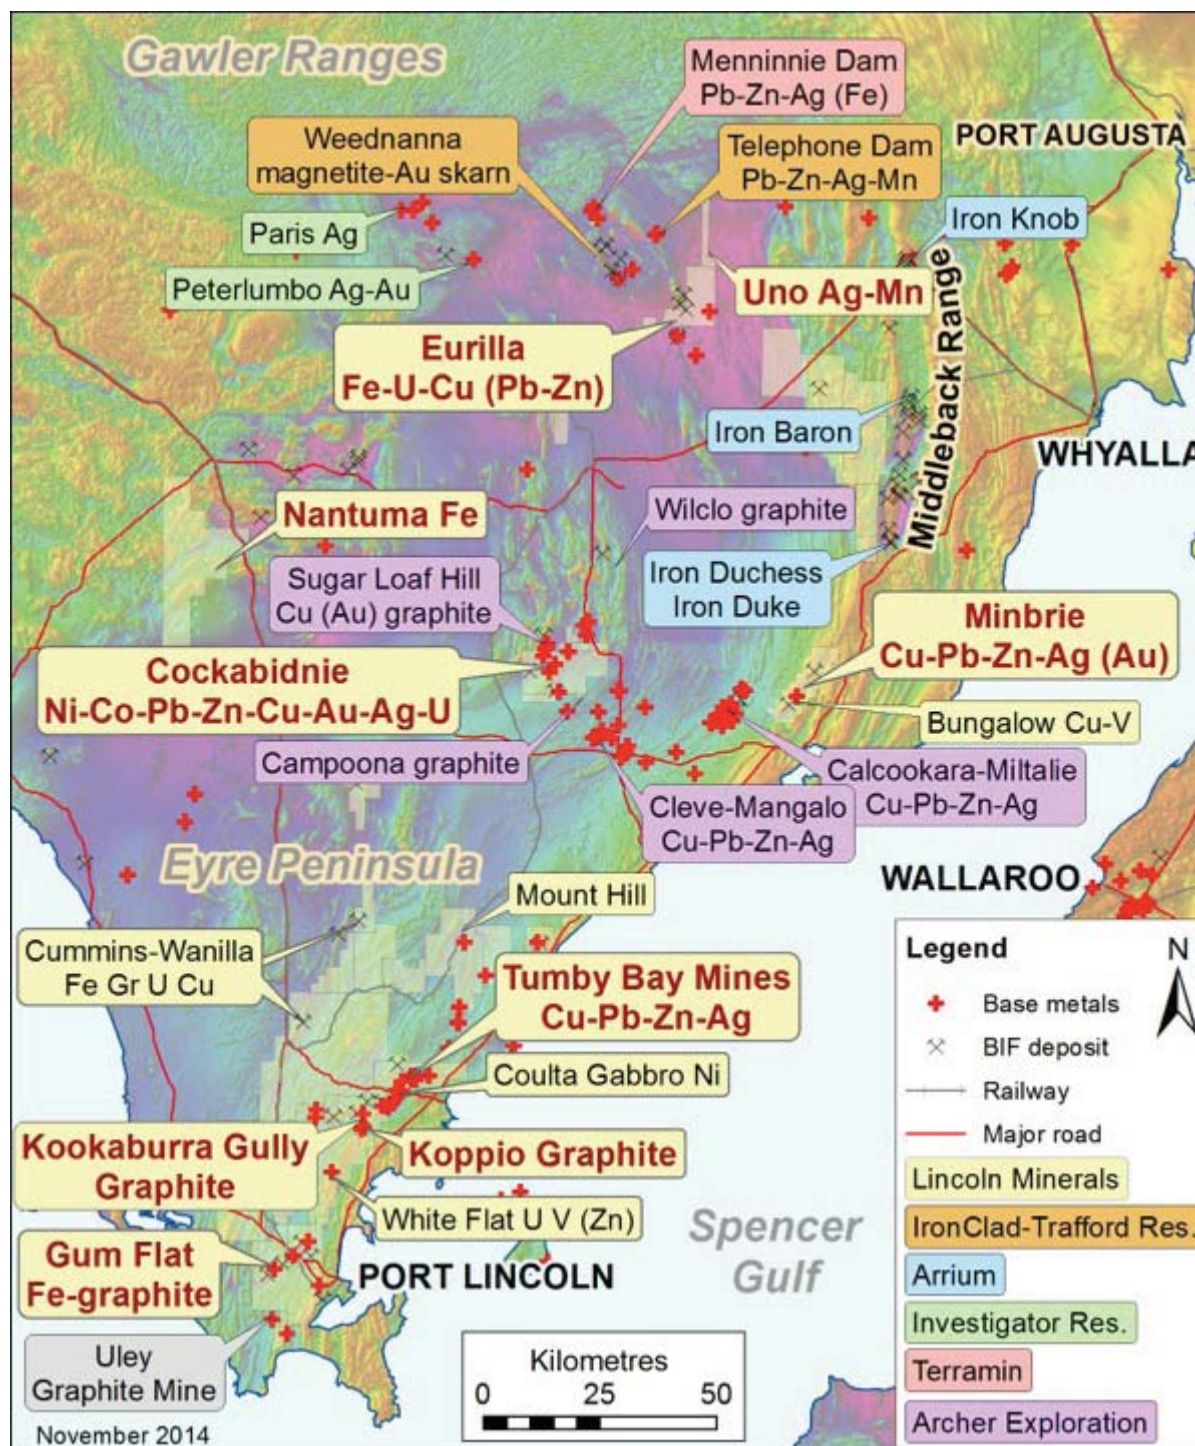 Gawler Ranges
Menninnie Dam
Pb-Zn-Ag (Fe)
Weednanna
magnetite-Au skarn
Telephone Dam
Pb-Zn-Ag-Mn
PORT AUGUSTA
Paris Ag
Iron Knob
Peterlumbo Ag-Au
Uno Ag-Mn
Eurilla
Fe-U-Cu (Pb-Zn)
Middleback Range
Iron Baron
WHYALLA
Nantuma Fe
Wilclo graphite
Sugar Loaf Hill
Cu (Au) graphite
Iron Duchess
Iron Duke
Minbrie
Cu-Pb-Zn-Ag (Au)
Cockabidnie
Ni-Co-Pb-Zn-Cu-Au-Ag-U
Bungalow Cu-V
Campoona graphite
Calcookara-Miltalie
Cu-Pb-Zn-Ag
Cleve-Mangalo
Cu-Pb-Zn-Ag
Eyre Peninsula
WALLAROO
Mount Hill
Cummins-Wanilla
Fe Gr U Cu
Tumby Bay Mines
Cu-Pb-Zn-Ag
Coulta Gabbro Ni
Kookaburra Gully
Graphite
Koppio Graphite
White Flat U V (Zn)
Spencer
Gulf
Gum Flat
Fe-graphite
PORT LINCOLN
Uley
Graphite Mine
November 2014
Kilometres
0 25 50
Legend
N
Base metals
BIF deposit
Railway
Major road
Lincoln Minerals
IronClad-Trafford Res.
Arrium
Investigator Res.
Terramin
Archer Exploration